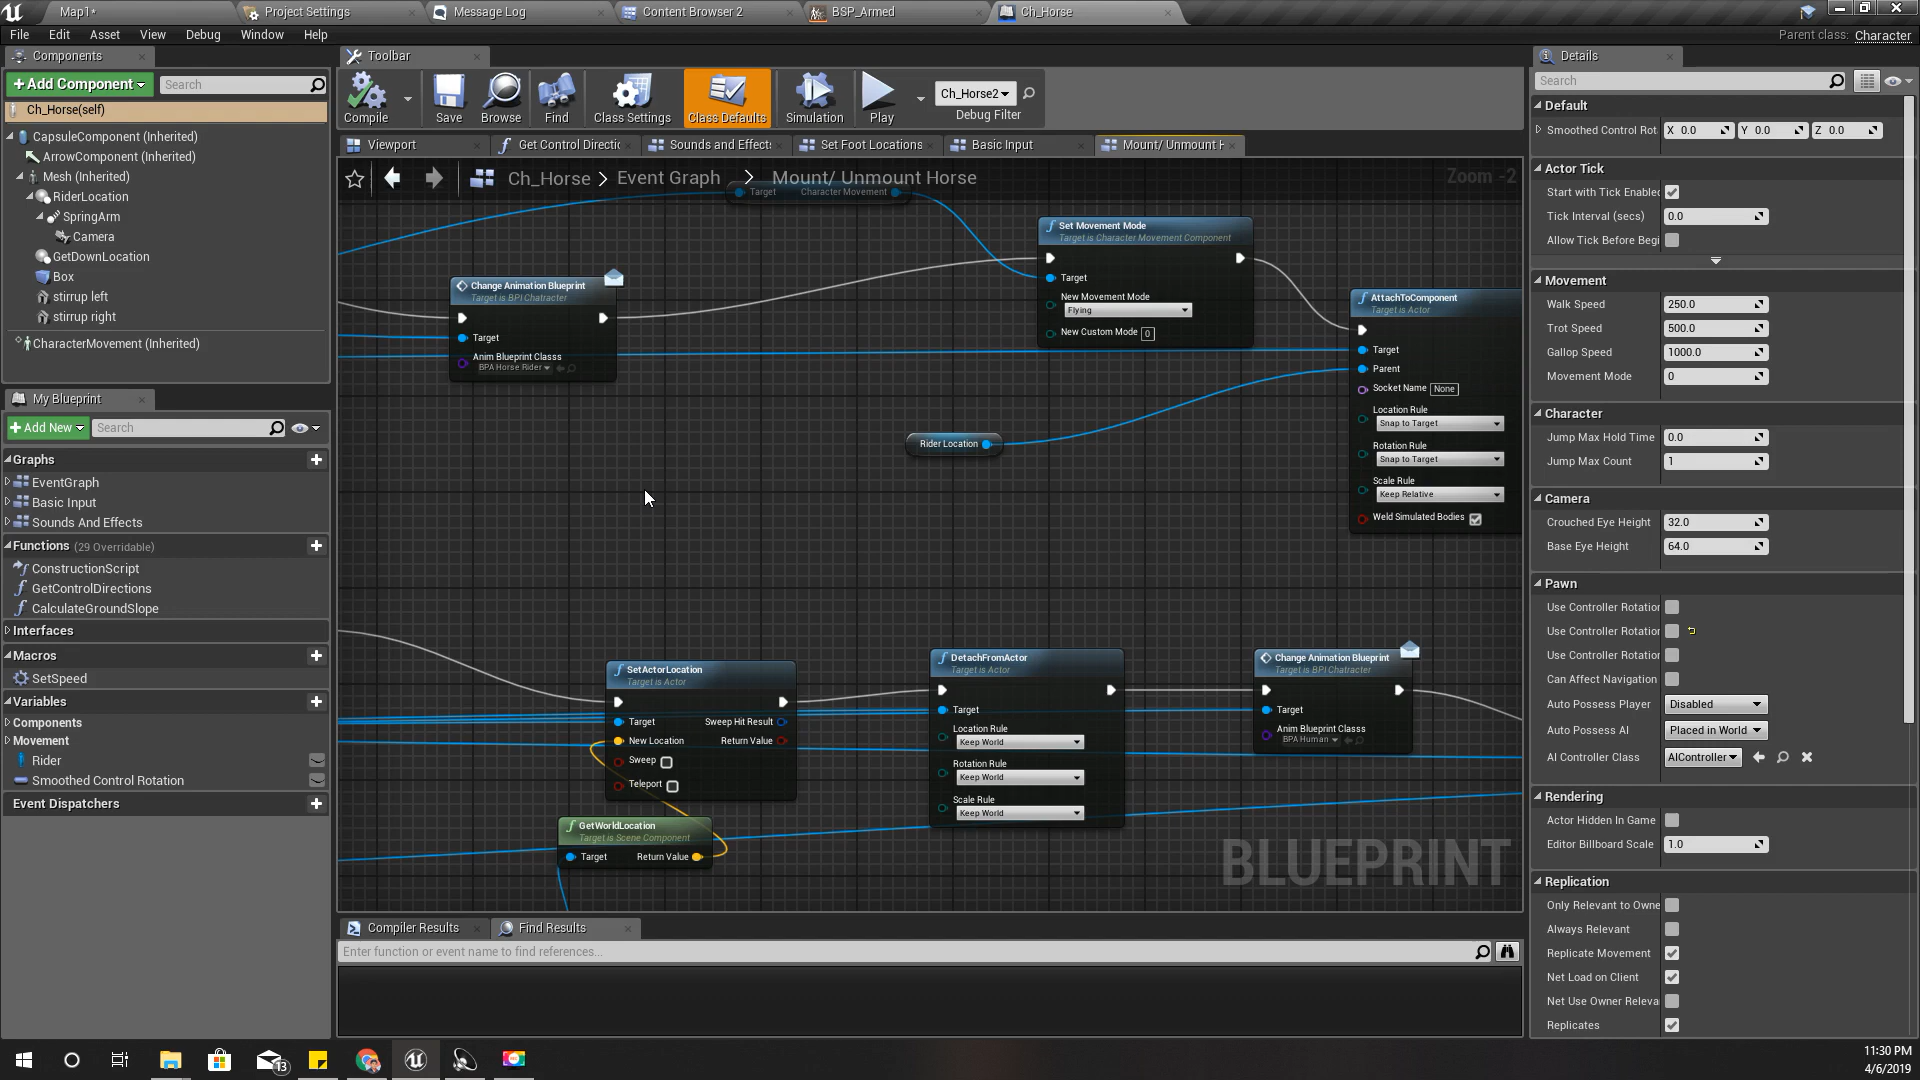 Map1*
Project Settings
Message Log
Content Browser 2
BSP_Armed
Ch_Horse
File Edit Asset View Debug Window Help
Parent class: Character
Components
+Add Component
Search
Ch_Horse(self)
CapsuleComponent (Inherited)
ArrowComponent (Inherited)
Mesh (Inherited)
RiderLocation
SpringArm
Camera
GetDownLocation
Box
stirrup left
stirrup right
CharacterMovement (Inherited)
My Blueprint
+Add New
Search
Graphs
EventGraph
Basic Input
Sounds And Effects
Functions (29 Overridable)
ConstructionScript
GetControlDirections
CalculateGroundSlope
Interfaces
Macros
SetSpeed
Variables
Components
Movement
Rider
Smoothed Control Rotation
Event Dispatchers
Toolbar
Compile
Save
Browse
Find
Class Settings
Class Defaults
Simulation
Play
Ch_Horse2
Debug Filter
Viewport
Get Control Directic
Sounds and Effect:
Set Foot Locations
Basic Input
Mount/ Unmount H
Ch_Horse > Event Graph > Mount/ Unmount Horse
Zoom -2
Target Character Movement
Change Animation Blueprint
Target is BPI Chatracter
Target
Anim Blueprint Classs
BPA Horse Rider
Set Movement Mode
Target is Character Movement Component
Target
New Movement Mode
Flying
New Custom Mode 0
AttachToComponent
Target is Actor
Target
Parent
Socket Name None
Location Rule
Snap to Target
Rotation Rule
Snap to Target
Scale Rule
Keep Relative
Weld Simulated Bodies
Rider Location
SetActorLocation
Target is Actor
Target Sweep Hit Result
New Location Return Value
Sweep
Teleport
GetWorldLocation
Target is Scene Component
Target Return Value
DetachFromActor
Target is Actor
Target
Location Rule
Keep World
Rotation Rule
Keep World
Scale Rule
Keep World
Change Animation Blueprint
Target is BPI Chatracter
Target
Anim Blueprint Classs
BPA Human
BLUEPRINT
Compiler Results
Find Results
Enter function or event name to find references...
Details
Search
Default
Smoothed Control Rot X 0.0 Y 0.0 Z 0.0
Actor Tick
Start with Tick Enablec
Tick Interval (secs) 0.0
Allow Tick Before Begi
Movement
Walk Speed 250.0
Trot Speed 500.0
Gallop Speed 1000.0
Movement Mode 0
Character
Jump Max Hold Time 0.0
Jump Max Count 1
Camera
Crouched Eye Height 32.0
Base Eye Height 64.0
Pawn
Use Controller Rotatior
Use Controller Rotatior
Use Controller Rotatior
Can Affect Navigation
Auto Possess Player Disabled
Auto Possess AI Placed in World
AI Controller Class AIController
Rendering
Actor Hidden In Game
Editor Billboard Scale 1.0
Replication
Only Relevant to Owne
Always Relevant
Replicate Movement
Net Load on Client
Net Use Owner Releva
Replicates
13
11:30 PM
4/6/2019